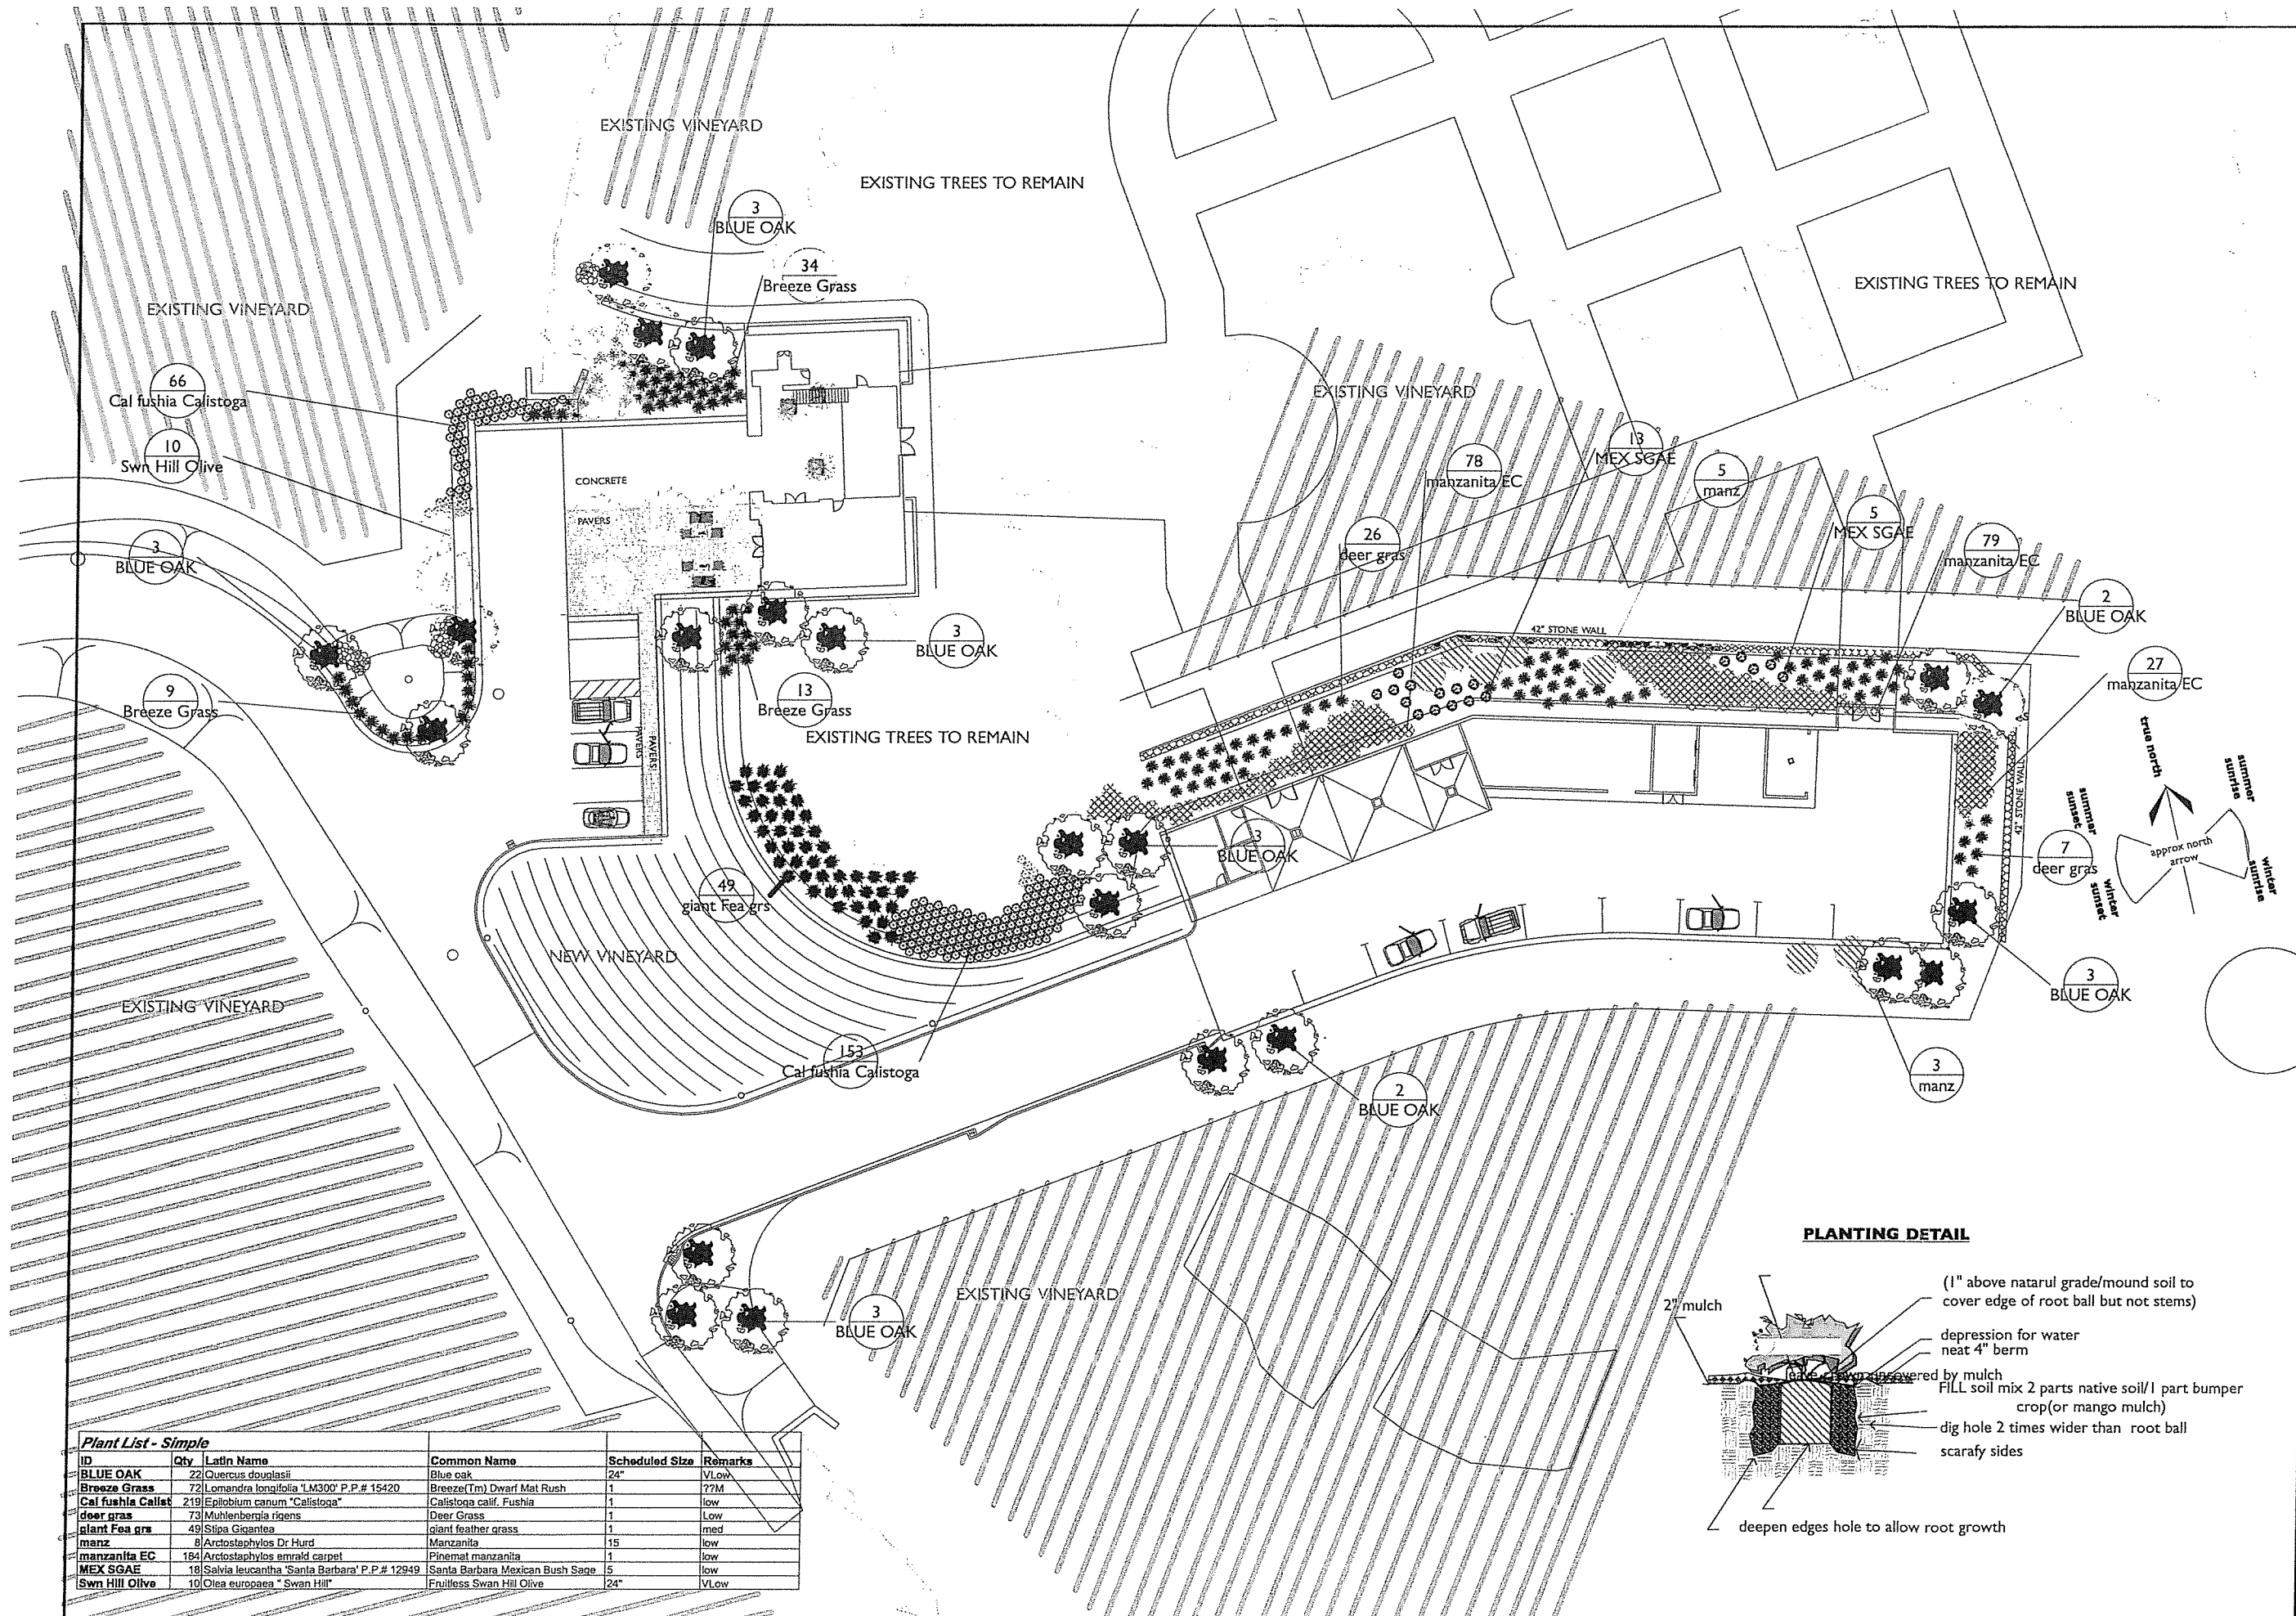 EXISTING VINEYARD
EXISTING TREES TO REMAIN
3
BLUE OAK
34
Breeze Grass
EXISTING TREES TO REMAIN
EXISTING VINEYARD
66
Cal fushia Calistoga
10
Swn Hill Olive
CONCRETE
PAVERS
EXISTING VINEYARD
13
MEX SGAE
78
manzanita EC
5
manz
26
deer gras
5
MEX SGAE
79
manzanita EC
3
BLUE OAK
2
BLUE OAK
3
BLUE OAK
42" STONE WALL
27
manzanita EC
9
Breeze Grass
13
Breeze Grass
EXISTING TREES TO REMAIN
PAVERS
PAVERS
true north
summer
sunrise
summer
sunset
42" STONE WALL
approx north
arrow
winter
sunrise
winter
sunset
3
BLUE OAK
7
deer gras
49
giant Fea grs
NEW VINEYARD
EXISTING VINEYARD
3
BLUE OAK
153
Cal fushia Calistoga
3
manz
2
BLUE OAK
3
BLUE OAK
EXISTING VINEYARD
PLANTING DETAIL
(1" above natarul grade/mound soil to
cover edge of root ball but not stems)
2" mulch
depression for water
neat 4" berm
leave crown uncovered by mulch
FILL soil mix 2 parts native soil/1 part bumper
crop(or mango mulch)
dig hole 2 times wider than root ball
scarafy sides
deepen edges hole to allow root growth
Plant List - Simple
ID Qty Latin Name Common Name Scheduled Size Remarks
BLUE OAK 22 Quercus douglasii Blue oak 24" VLow
Breeze Grass 72 Lomandra longifolia 'LM300' P.P.# 15420 Breeze(Tm) Dwarf Mat Rush 1 ??M
Cal fushia Calist 219 Epilobium canum "Calistoga" Calistoga calif. Fushia 1 low
deer gras 73 Muhlenbergia rigens Deer Grass 1 Low
giant Fea grs 49 Stipa Gigantea giant feather grass 1 med
manz 8 Arctostaphylos Dr Hurd Manzanita 15 low
manzanita EC 184 Arctostaphylos emrald carpet Pinemat manzanita 1 low
MEX SGAE 18 Salvia leucantha 'Santa Barbara' P.P.# 12949 Santa Barbara Mexican Bush Sage 5 low
Swn Hill Olive 10 Olea europaea " Swan Hill" Fruitless Swan Hill Olive 24" VLow